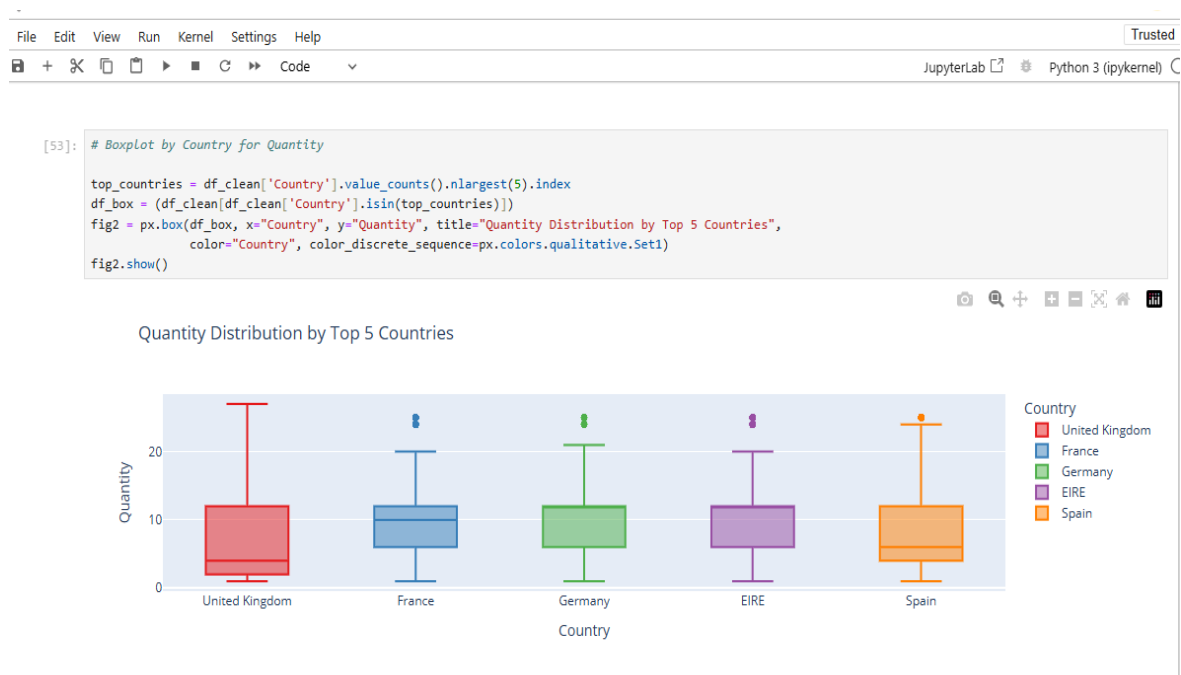 File Edit View Run Kernel Settings Help
Trusted
Code
JupyterLab
Python 3 (ipykernel)
[53]:
# Boxplot by Country for Quantity
top_countries = df_clean['Country'].value_counts().nlargest(5).index
df_box = (df_clean[df_clean['Country'].isin(top_countries)])
fig2 = px.box(df_box, x="Country", y="Quantity", title="Quantity Distribution by Top 5 Countries",
color="Country", color_discrete_sequence=px.colors.qualitative.Set1)
fig2.show()
Quantity Distribution by Top 5 Countries
Country
United Kingdom
France
Germany
EIRE
Spain
Quantity
20
10
0
United Kingdom France Germany EIRE Spain
Country